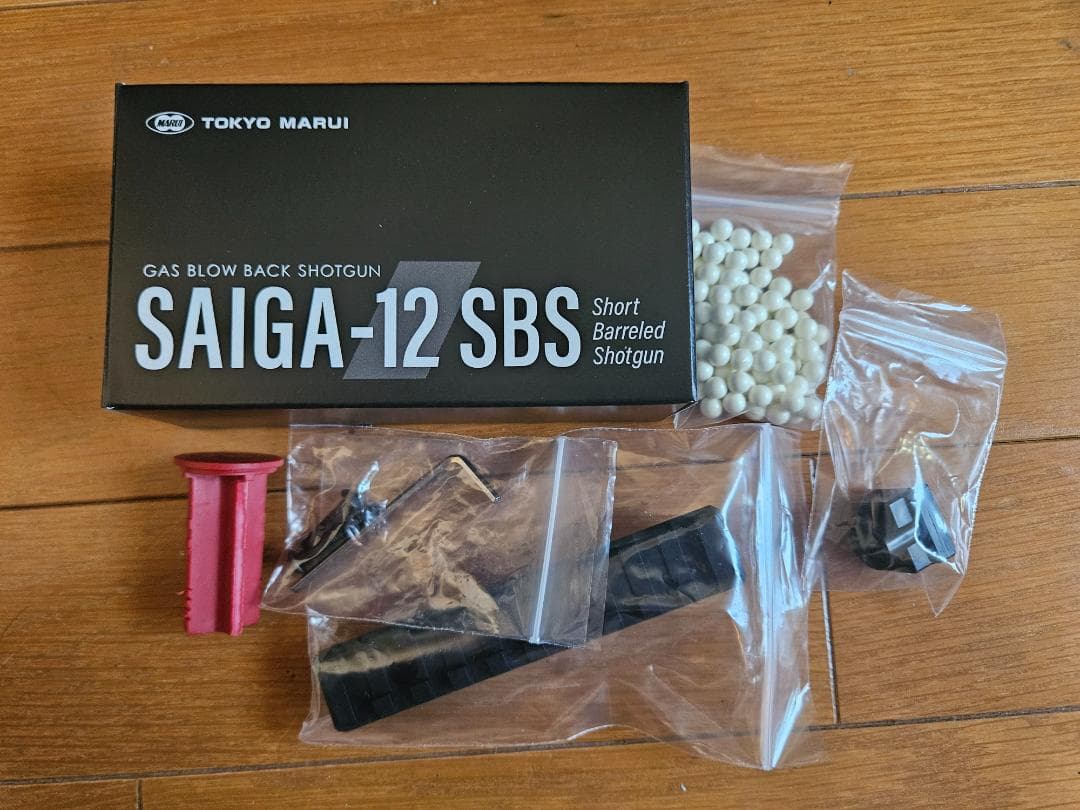 MARUI TOKYO MARUI
GAS BLOW BACK SHOTGUN
SAIGA-12 SBS
Short
Barreled
Shotgun